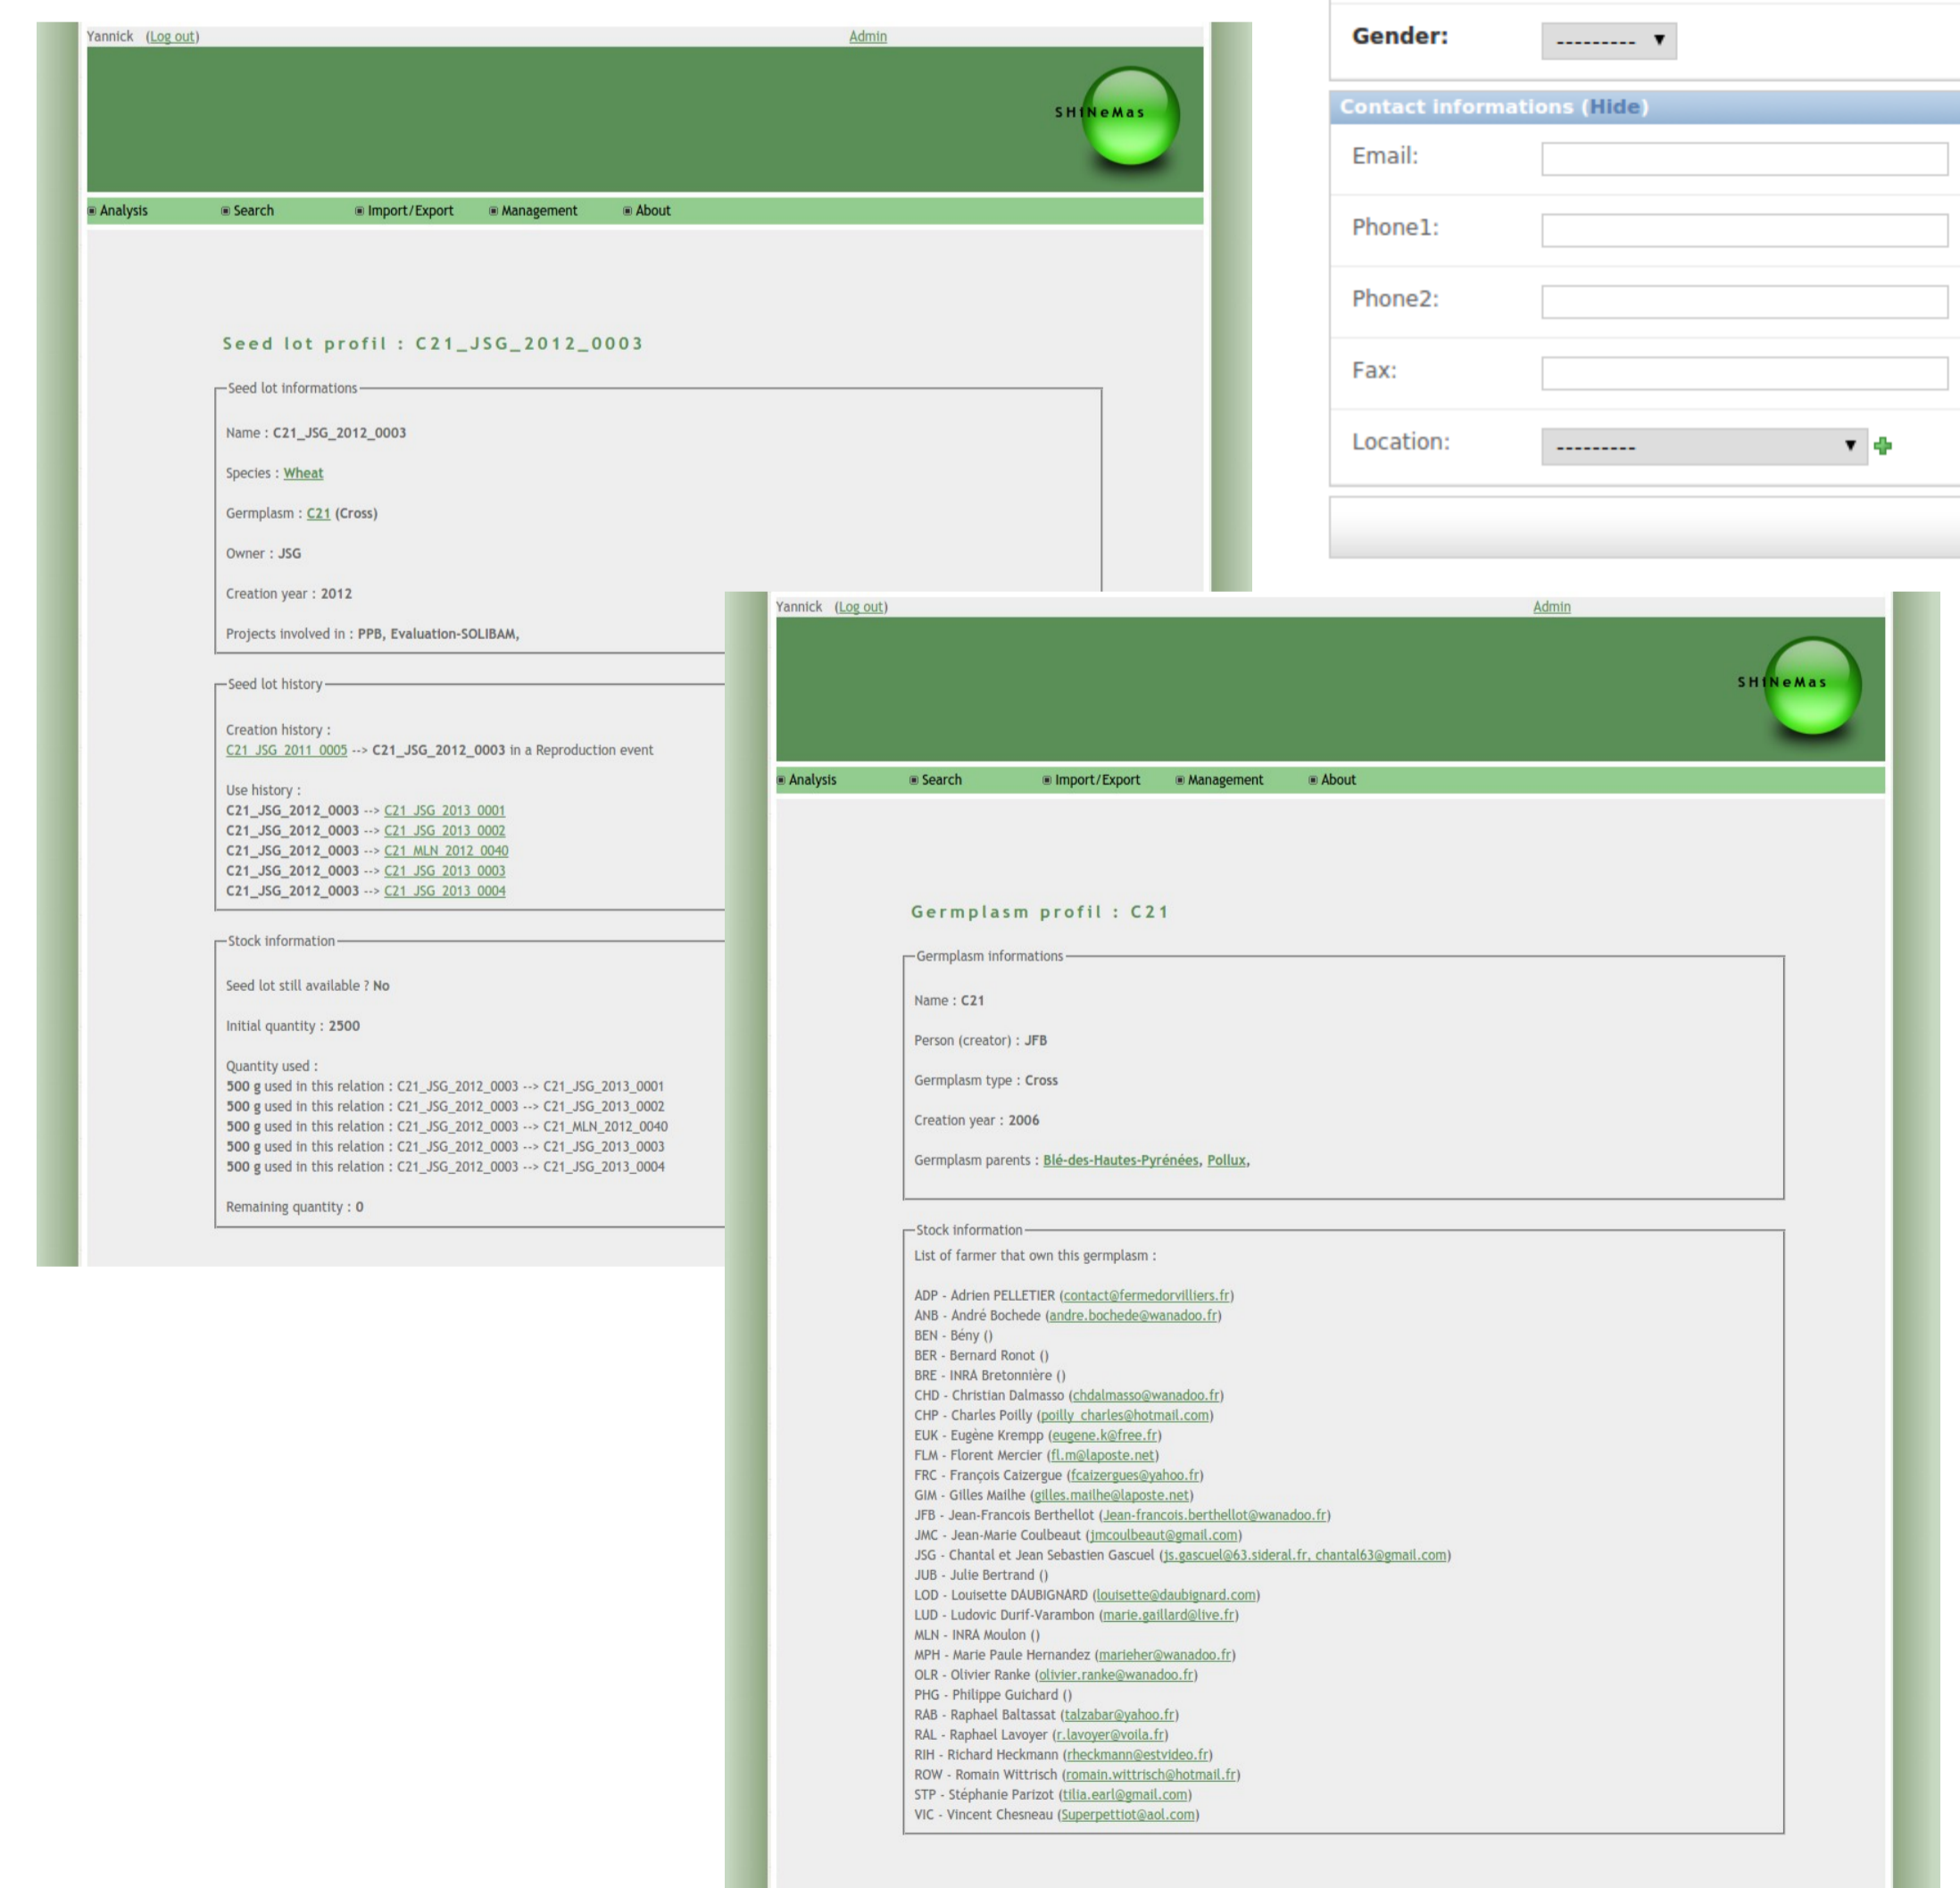 Yannick (Log out) Admin
SHiNeMas
Analysis Search Import/Export Management About
Seed lot profil : C21_JSG_2012_0003
Seed lot informations
Name : C21_JSG_2012_0003
Species : Wheat
Germplasm : C21 (Cross)
Owner : JSG
Creation year : 2012
Projects involved in : PPB, Evaluation-SOLIBAM,
Seed lot history
Creation history :
C21_JSG_2011_0005 --> C21_JSG_2012_0003 in a Reproduction event
Use history :
C21_JSG_2012_0003 --> C21_JSG_2013_0001
C21_JSG_2012_0003 --> C21_JSG_2013_0002
C21_JSG_2012_0003 --> C21_MLN_2012_0040
C21_JSG_2012_0003 --> C21_JSG_2013_0003
C21_JSG_2012_0003 --> C21_JSG_2013_0004
Stock information
Seed lot still available ? No
Initial quantity : 2500
Quantity used :
500 g used in this relation : C21_JSG_2012_0003 --> C21_JSG_2013_0001
500 g used in this relation : C21_JSG_2012_0003 --> C21_JSG_2013_0002
500 g used in this relation : C21_JSG_2012_0003 --> C21_MLN_2012_0040
500 g used in this relation : C21_JSG_2012_0003 --> C21_JSG_2013_0003
500 g used in this relation : C21_JSG_2012_0003 --> C21_JSG_2013_0004
Remaining quantity : 0
Gender: ---------
Contact informations (Hide)
Email:
Phone1:
Phone2:
Fax:
Location: ---------
Yannick (Log out) Admin
SHiNeMas
Analysis Search Import/Export Management About
Germplasm profil : C21
Germplasm informations
Name : C21
Person (creator) : JFB
Germplasm type : Cross
Creation year : 2006
Germplasm parents : Blé-des-Hautes-Pyrénées, Pollux,
Stock information
List of farmer that own this germplasm :
ADP - Adrien PELLETIER (contact@fermedorvilliers.fr)
ANB - André Bochede (andre.bochede@wanadoo.fr)
BEN - Bény ()
BER - Bernard Ronot ()
BRE - INRA Bretonnière ()
CHD - Christian Dalmasso (chdalmasso@wanadoo.fr)
CHP - Charles Poilly (poilly_charles@hotmail.com)
EUK - Eugène Krempp (eugene.k@free.fr)
FLM - Florent Mercier (fl.m@laposte.net)
FRC - François Caizergue (fcaizergues@yahoo.fr)
GIM - Gilles Mailhe (gilles.mailhe@laposte.net)
JFB - Jean-Francois Berthellot (Jean-francois.berthellot@wanadoo.fr)
JMC - Jean-Marie Coulbeaut (jmcoulbeaut@gmail.com)
JSG - Chantal et Jean Sebastien Gascuel (js.gascuel@63.sideral.fr, chantal63@gmail.com)
JUB - Julie Bertrand ()
LOD - Louisette DAUBIGNARD (louisette@daubignard.com)
LUD - Ludovic Durif-Varambon (marie.gaillard@live.fr)
MLN - INRA Moulon ()
MPH - Marie Paule Hernandez (marieher@wanadoo.fr)
OLR - Olivier Ranke (olivier.ranke@wanadoo.fr)
PHG - Philippe Guichard ()
RAB - Raphael Baltassat (talzabar@yahoo.fr)
RAL - Raphael Lavoyer (r.lavoyer@voila.fr)
RIH - Richard Heckmann (rheckmann@estvideo.fr)
ROW - Romain Wittrisch (romain.wittrisch@hotmail.fr)
STP - Stéphanie Parizot (tilia.earl@gmail.com)
VIC - Vincent Chesneau (Superpettiot@aol.com)